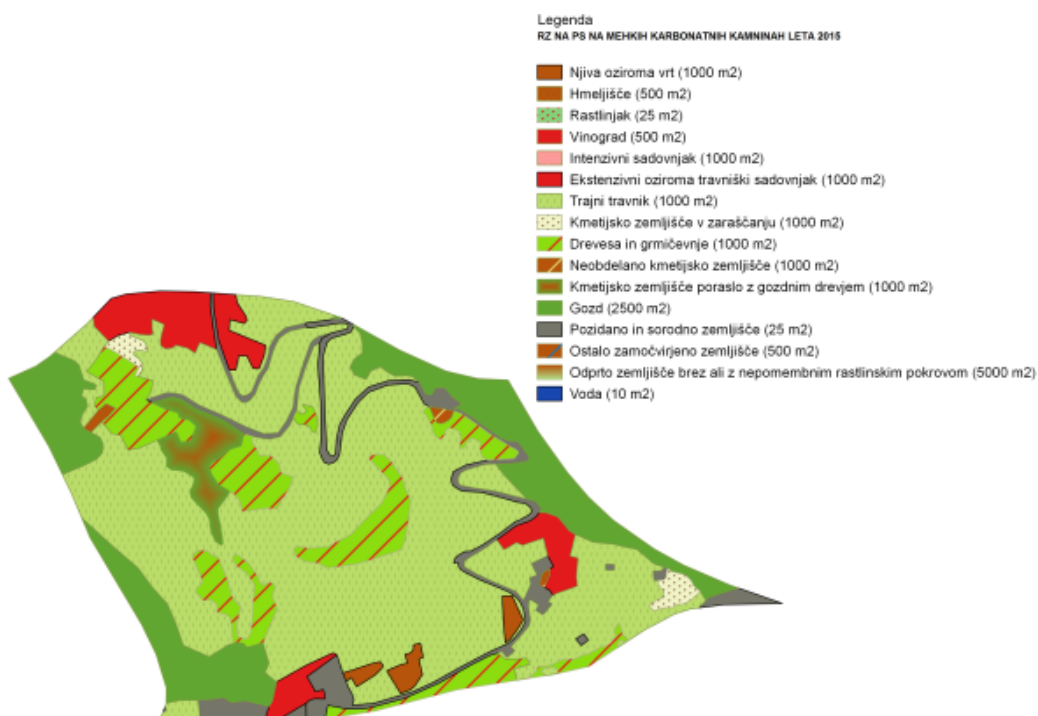 Legenda
RZ NA PS NA MEHKIH KARBONATNIH KAMNINAH LETA 2015
Njiva oziroma vrt (1000 m2)
Hmeljišče (500 m2)
Rastlinjak (25 m2)
Vinograd (500 m2)
Intenzivni sadovnjak (1000 m2)
Ekstenzivni oziroma travniški sadovnjak (1000 m2)
Trajni travnik (1000 m2)
Kmetijsko zemljišče v zaraščanju (1000 m2)
Drevesa in grmičevnje (1000 m2)
Neobdelano kmetijsko zemljišče (1000 m2)
Kmetijsko zemljišče poraslo z gozdnim drevjem (1000 m2)
Gozd (2500 m2)
Pozidano in sorodno zemljišče (25 m2)
Ostalo zamočvirjeno zemljišče (500 m2)
Odprto zemljišče brez ali z nepomembnim rastlinskim pokrovom (5000 m2)
Voda (10 m2)